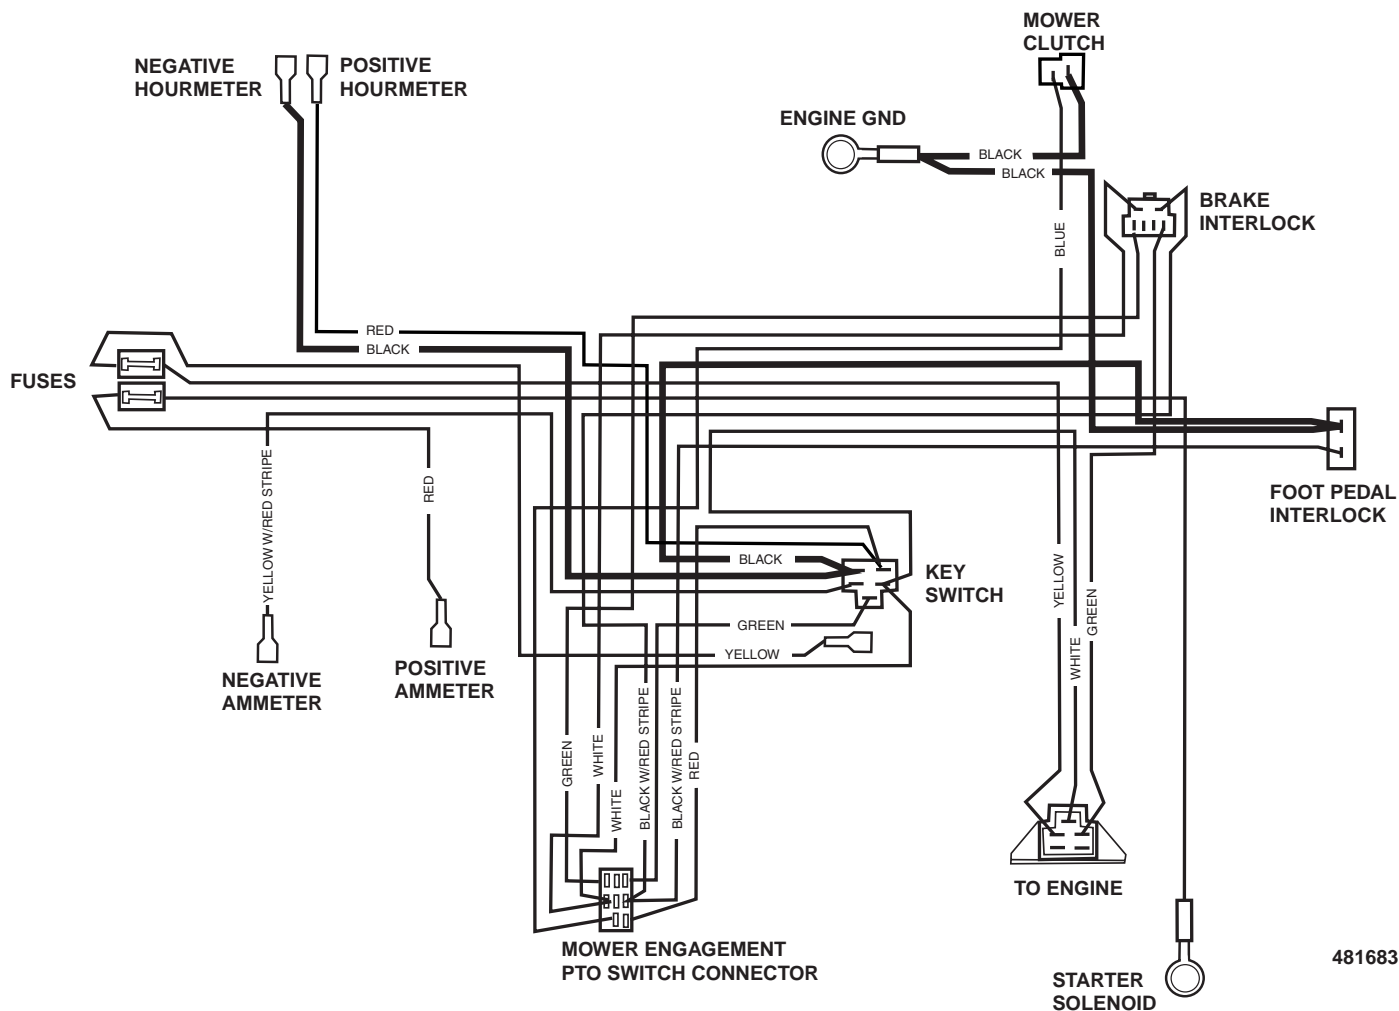 MOWER
CLUTCH
NEGATIVE
HOURMETER
POSITIVE
HOURMETER
ENGINE GND
BLACK
BLACK
BRAKE
INTERLOCK
BLUE
RED
BLACK
FUSES
YELLOW W/RED STRIPE
RED
FOOT PEDAL
INTERLOCK
BLACK
KEY
SWITCH
YELLOW
GREEN
WHITE
GREEN
YELLOW
NEGATIVE
AMMETER
POSITIVE
AMMETER
GREEN
WHITE
WHITE
BLACK W/RED STRIPE
BLACK W/RED STRIPE
RED
TO ENGINE
MOWER ENGAGEMENT
PTO SWITCH CONNECTOR
STARTER
SOLENOID
481683